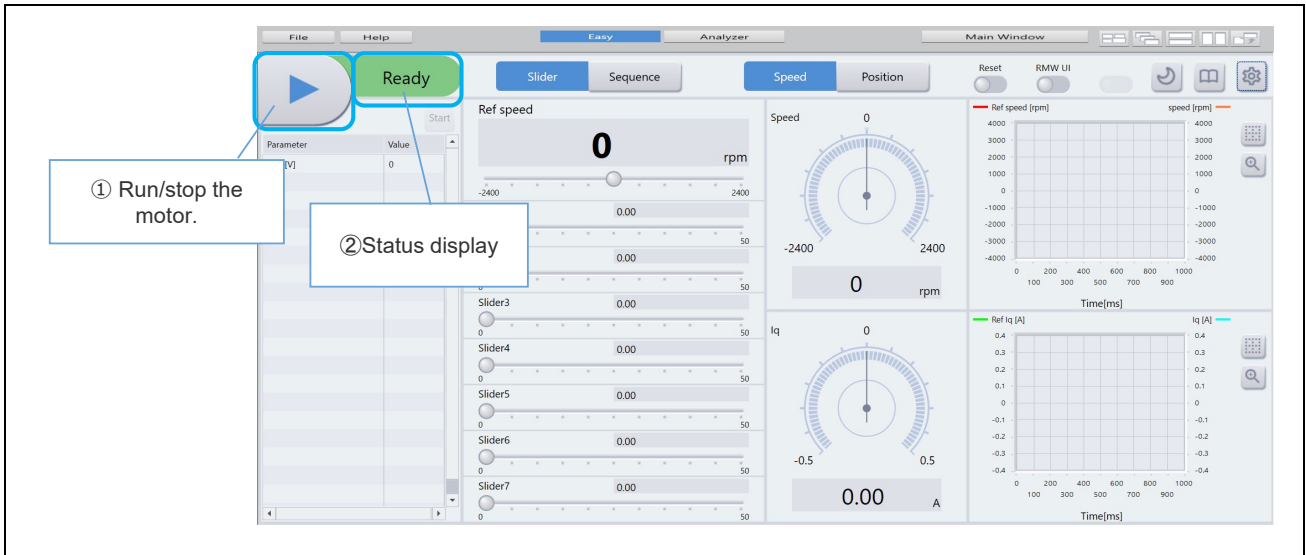 File Help Easy Analyzer Main Window
Ready Slider Sequence Speed Position Reset RMW UI
Start
Parameter Value
[V] 0
① Run/stop the
motor.
②Status display
Ref speed
0 rpm
-2400 2400
0.00
50
0.00
0 50
Slider3 0.00
0 50
Slider4 0.00
0 50
Slider5 0.00
0 50
Slider6 0.00
0 50
Slider7 0.00
0 50
Speed 0
-2400 2400
0 rpm
Iq 0
-0.5 0.5
0.00 A
Ref speed [rpm] speed [rpm]
4000 4000
3000 3000
2000 2000
1000 1000
0 0
-1000 -1000
-2000 -2000
-3000 -3000
-4000 -4000
0 200 400 600 800 1000
100 300 500 700 900
Time[ms]
Ref Iq [A] Iq [A]
0.4 0.4
0.3 0.3
0.2 0.2
0.1 0.1
0 0
-0.1 -0.1
-0.2 -0.2
-0.3 -0.3
-0.4 -0.4
0 200 400 600 800 1000
100 300 500 700 900
Time[ms]